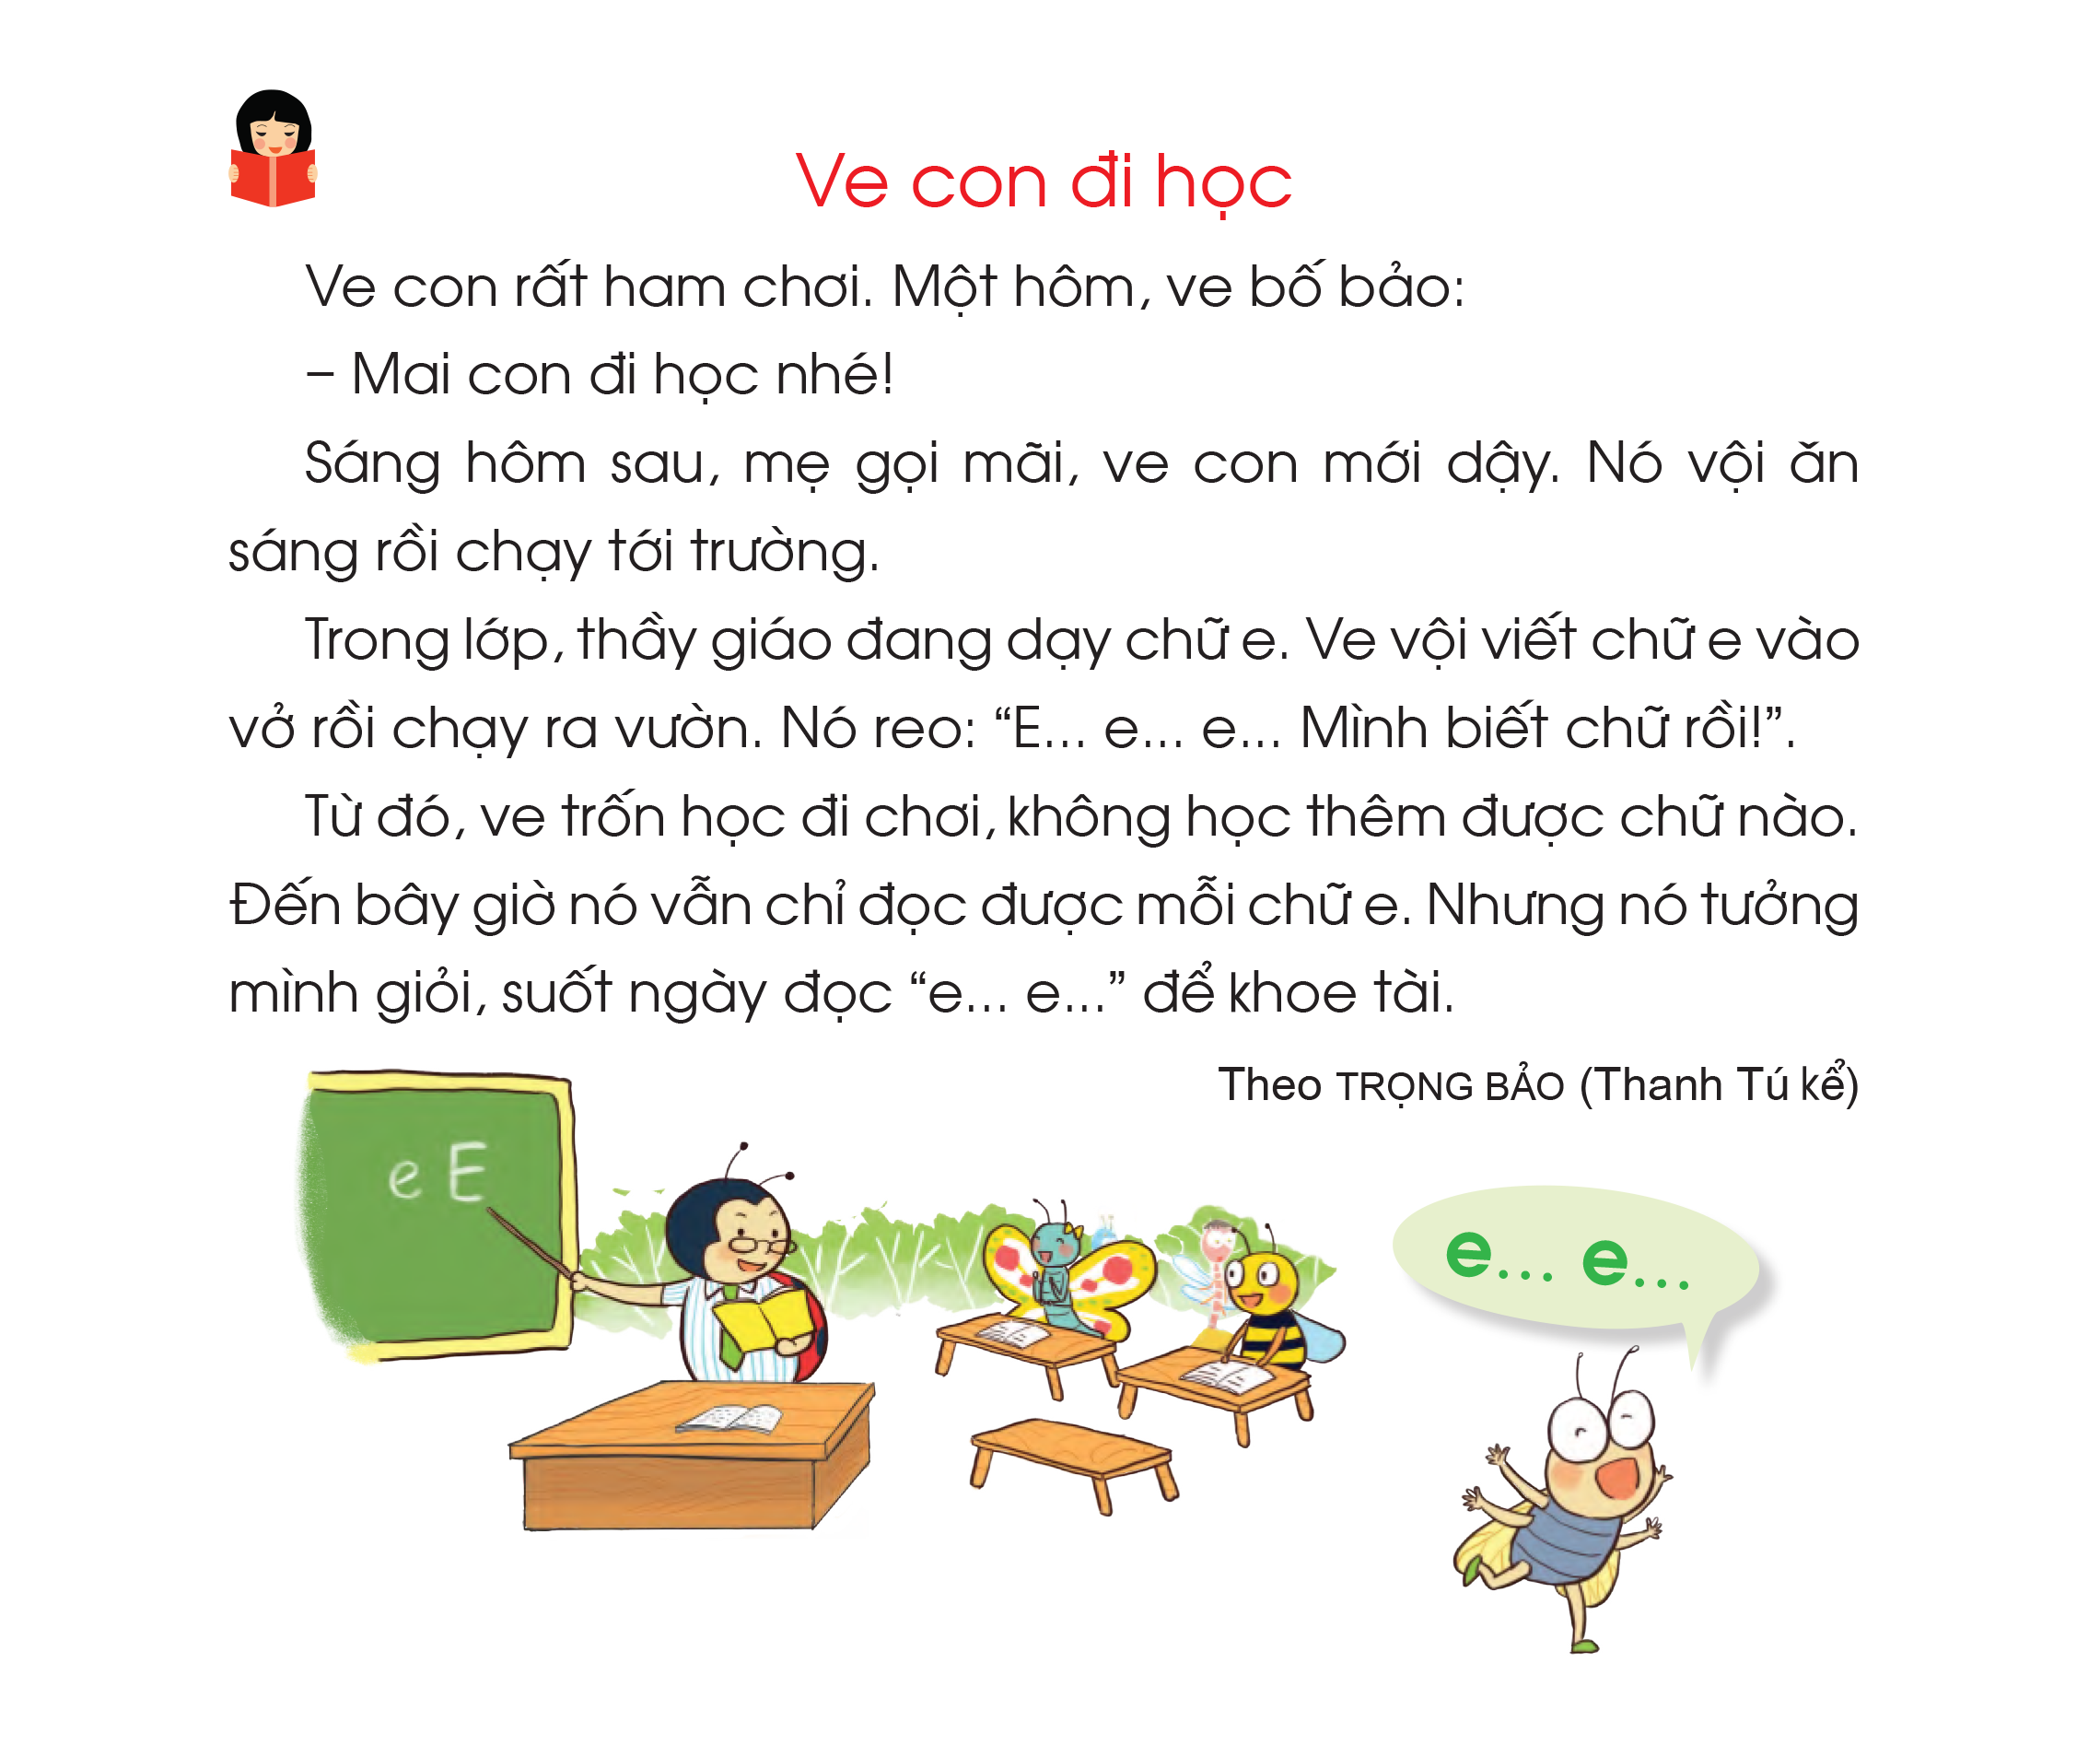 Ve con đi học
Ve con rất ham chơi. Một hôm, ve bố bảo:
– Mai con đi học nhé!
Sáng hôm sau, mẹ gọi mãi, ve con mới dậy. Nó vội ăn
sáng rồi chạy tới trường.
Trong lớp, thầy giáo đang dạy chữ e. Ve vội viết chữ e vào
vở rồi chạy ra vườn. Nó reo: “E... e... e... Mình biết chữ rồi!”.
Từ đó, ve trốn học đi chơi, không học thêm được chữ nào.
Đến bây giờ nó vẫn chỉ đọc được mỗi chữ e. Nhưng nó tưởng
mình giỏi, suốt ngày đọc “e... e...” để khoe tài.
Theo TRỌNG BẢO (Thanh Tú kể)
e E
e... e...